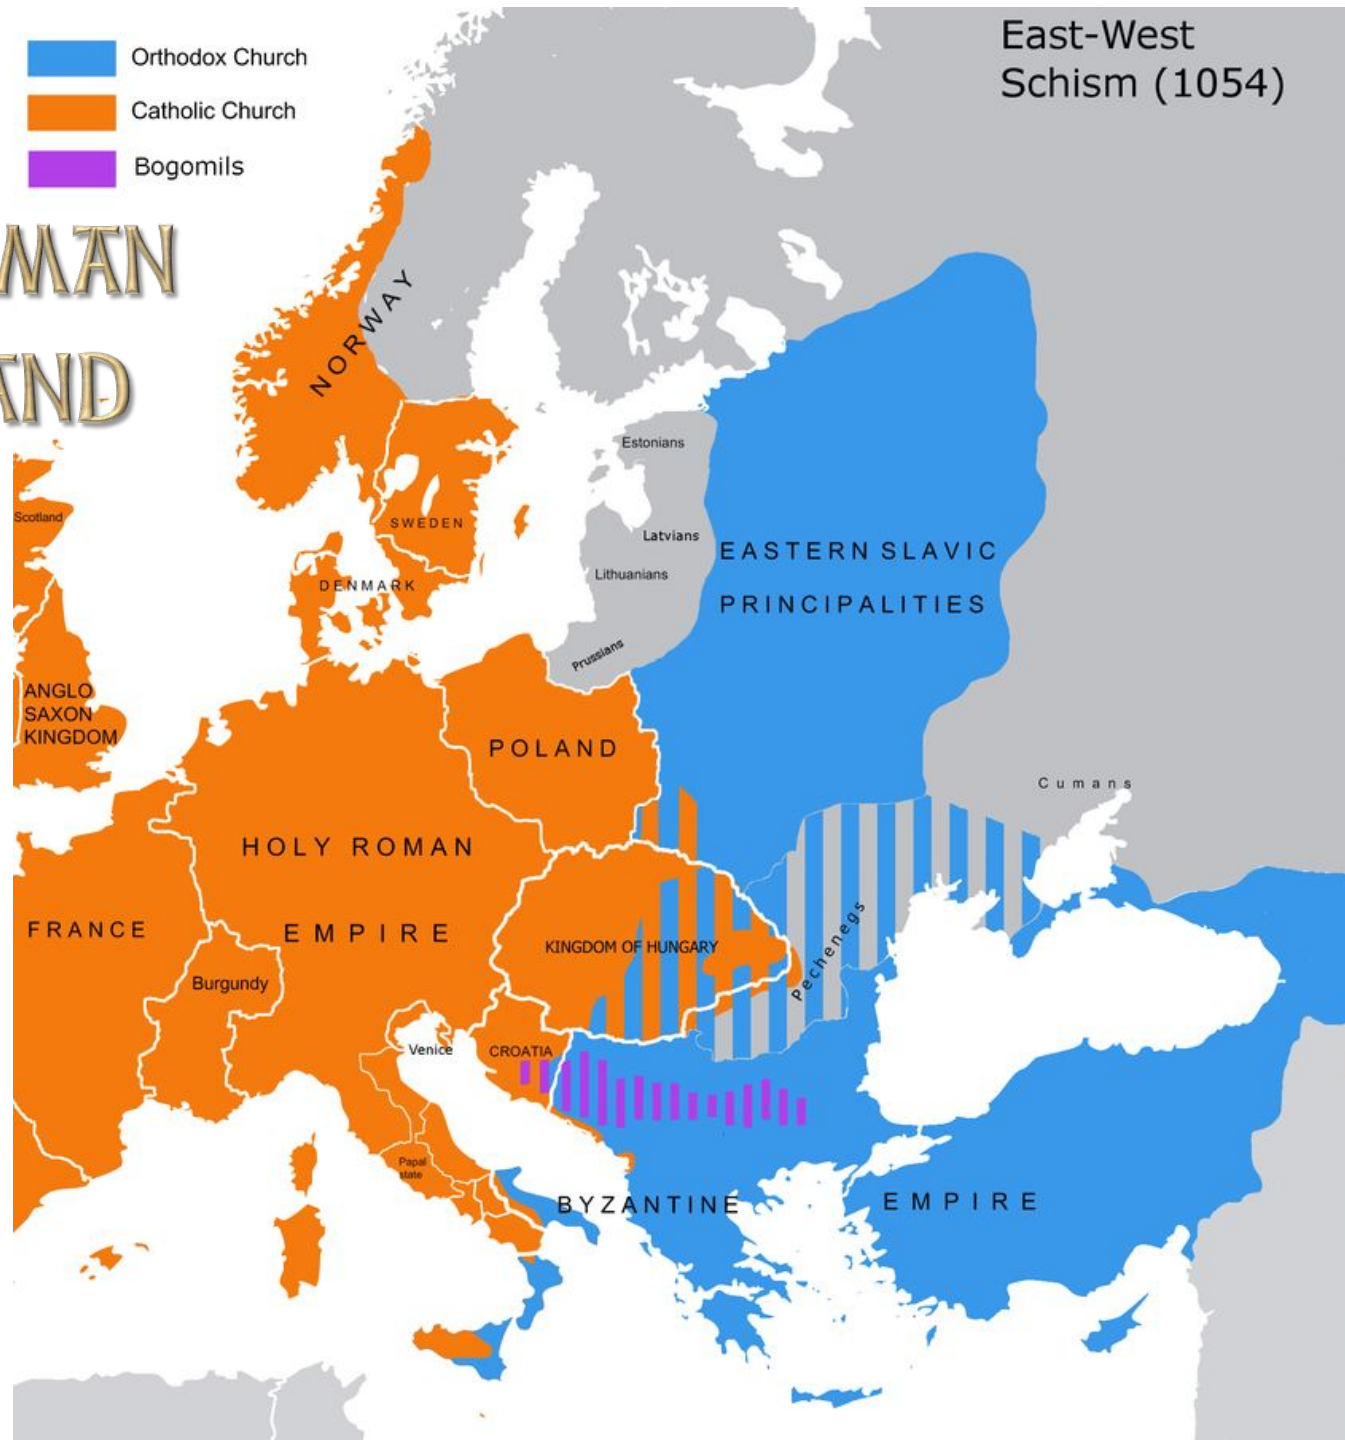 Orthodox Church
Catholic Church
Bogomils
East-West
Schism (1054)
MAN
AND
NORWAY
Estonians
Scotland
SWEDEN
Latvians
EASTERN SLAVIC
PRINCIPALITIES
Lithuanians
DENMARK
Prussians
ANGLO
SAXON
KINGDOM
POLAND
Cumans
HOLY ROMAN
EMPIRE
FRANCE
KINGDOM OF HUNGARY
Pechenegs
Burgundy
Venice
CROATIA
Papal
state
BYZANTINE EMPIRE